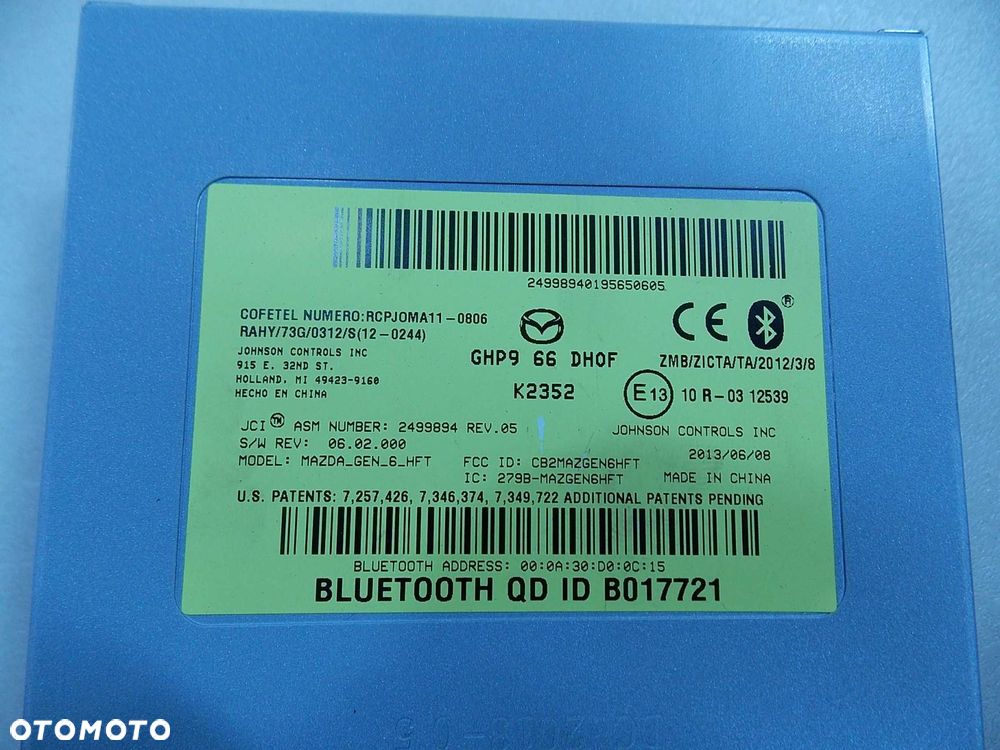 24998940195650605
COFETEL NUMERO:RCPJOMA11-0806
RAHY/73G/0312/S(12-0244)
JOHNSON CONTROLS INC
915 E. 32ND ST.
HOLLAND, MI 49423-9160
HECHO EN CHINA
GHP9 66 DH0F
K2352
CE
®
ZMB/ZICTA/TA/2012/3/8
E13 10 R-03 12539
JCI™ ASM NUMBER: 2499894 REV.05
S/W REV: 06.02.000
MODEL: MAZDA_GEN_6_HFT
FCC ID: CB2MAZGEN6HFT
IC: 279B-MAZGEN6HFT
JOHNSON CONTROLS INC
2013/06/08
MADE IN CHINA
U.S. PATENTS: 7,257,426, 7,346,374, 7,349,722 ADDITIONAL PATENTS PENDING
BLUETOOTH ADDRESS: 00:0A:30:D0:0C:15
BLUETOOTH QD ID B017721
OTOMOTO